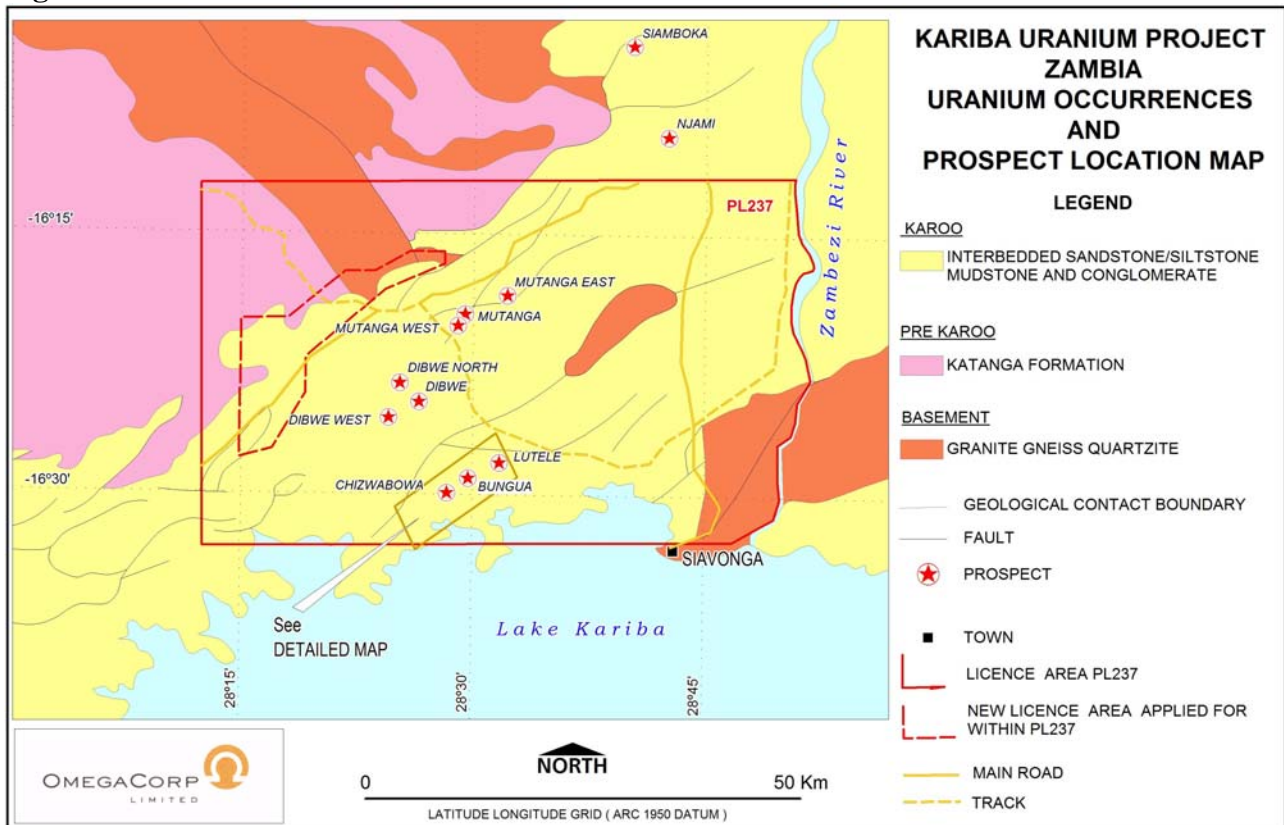 SIAMBOKA
NJAMI
-16º15'
PL237
Zambezi River
MUTANGA EAST
MUTANGA
MUTANGA WEST
DIBWE NORTH
DIBWE
DIBWE WEST
LUTELE
-16º30'
CHIZWABOWA
BUNGUA
SIAVONGA
See
DETAILED MAP
Lake Kariba
28º15'
28º30'
28º45'
KARIBA URANIUM PROJECT
ZAMBIA
URANIUM OCCURRENCES
AND
PROSPECT LOCATION MAP
LEGEND
KAROO
INTERBEDDED SANDSTONE/SILTSTONE
MUDSTONE AND CONGLOMERATE
PRE KAROO
KATANGA FORMATION
BASEMENT
GRANITE GNEISS QUARTZITE
GEOLOGICAL CONTACT BOUNDARY
FAULT
PROSPECT
TOWN
LICENCE AREA PL237
NEW LICENCE AREA APPLIED FOR
WITHIN PL237
MAIN ROAD
TRACK
OMEGACORP
LIMITED
NORTH
0 50 Km
LATITUDE LONGITUDE GRID ( ARC 1950 DATUM )